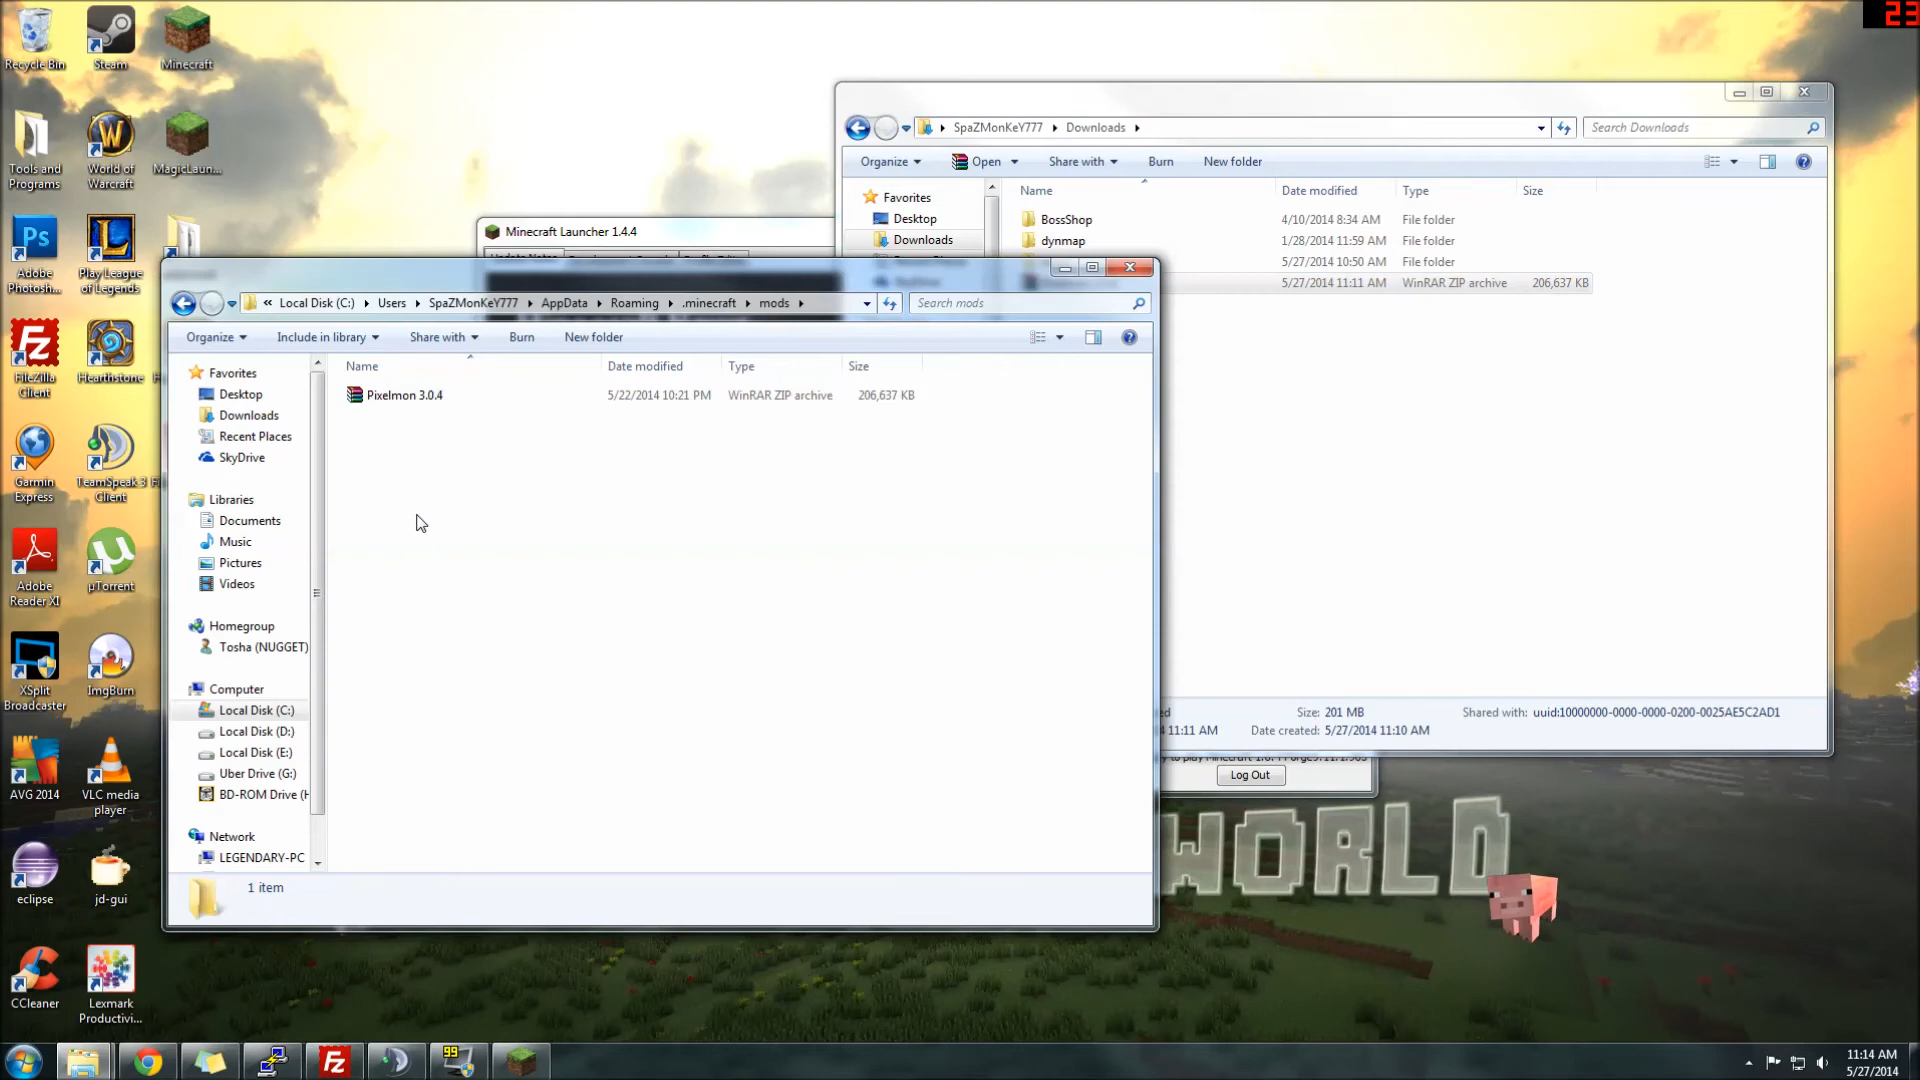 23
Recycle Bin
Steam
Minecraft
Tools and Programs
World of Warcraft
MagicLaun...
Adobe Photosh...
Play League of Legends
FileZilla Client
Hearthstone
Garmin Express
TeamSpeak 3 Client
Adobe Reader XI
µTorrent
XSplit Broadcaster
ImgBurn
AVG 2014
VLC media player
eclipse
jd-gui
CCleaner
Lexmark Productivi...
SpaZMonKeY777 Downloads
Search Downloads
Organize Open Share with Burn New folder
Name Date modified Type Size
Favorites
Desktop
Downloads
BossShop 4/10/2014 8:34 AM File folder
dynmap 1/28/2014 11:59 AM File folder
5/27/2014 10:50 AM File folder
5/27/2014 11:11 AM WinRAR ZIP archive 206,637 KB
Size: 201 MB
Shared with: uuid:10000000-0000-0000-0200-0025AE5C2AD1
11:11 AM
Date created: 5/27/2014 11:10 AM
Minecraft Launcher 1.4.4
Log Out
« Local Disk (C:) Users SpaZMonKeY777 AppData Roaming .minecraft mods
Search mods
Organize Include in library Share with Burn New folder
Name Date modified Type Size
Pixelmon 3.0.4 5/22/2014 10:21 PM WinRAR ZIP archive 206,637 KB
Favorites
Desktop
Downloads
Recent Places
SkyDrive
Libraries
Documents
Music
Pictures
Videos
Homegroup
Tosha (NUGGET)
Computer
Local Disk (C:)
Local Disk (D:)
Local Disk (E:)
Uber Drive (G:)
BD-ROM Drive (H
Network
LEGENDARY-PC
1 item
WORLD
99
11:14 AM
5/27/2014